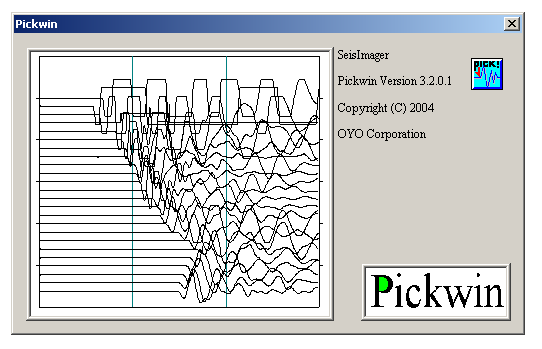 Pickwin
SeisImager
PICK!
Pickwin Version 3.2.0.1
Copyright (C) 2004
OYO Corporation
Pickwin